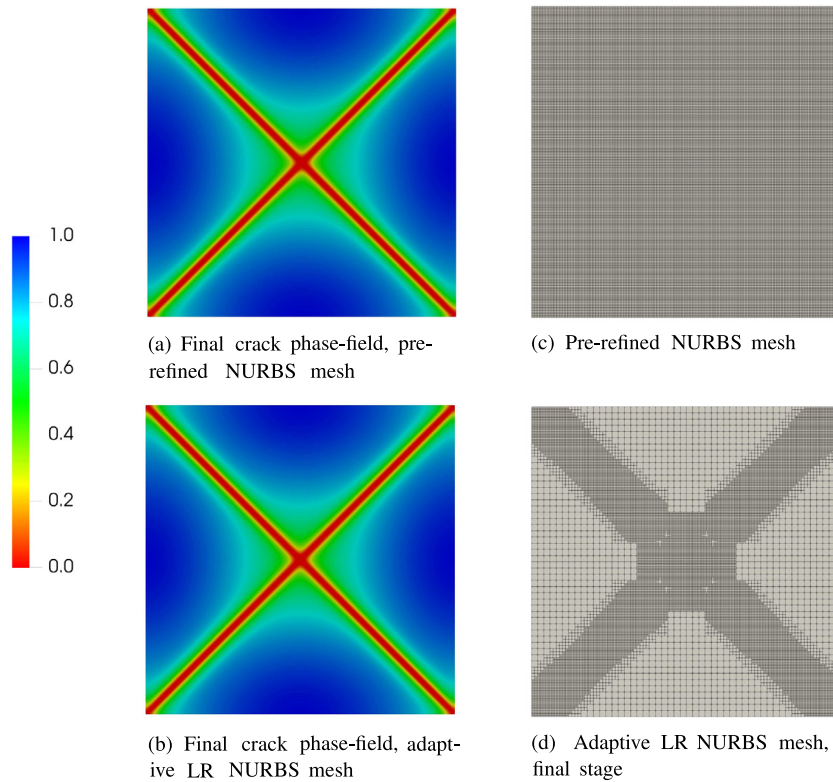 1.0
0.8
0.6
0.4
0.2
0.0
(a) Final crack phase-field, pre-
refined NURBS mesh
(c) Pre-refined NURBS mesh
(b) Final crack phase-field, adapt-
ive LR NURBS mesh
(d) Adaptive LR NURBS mesh,
final stage